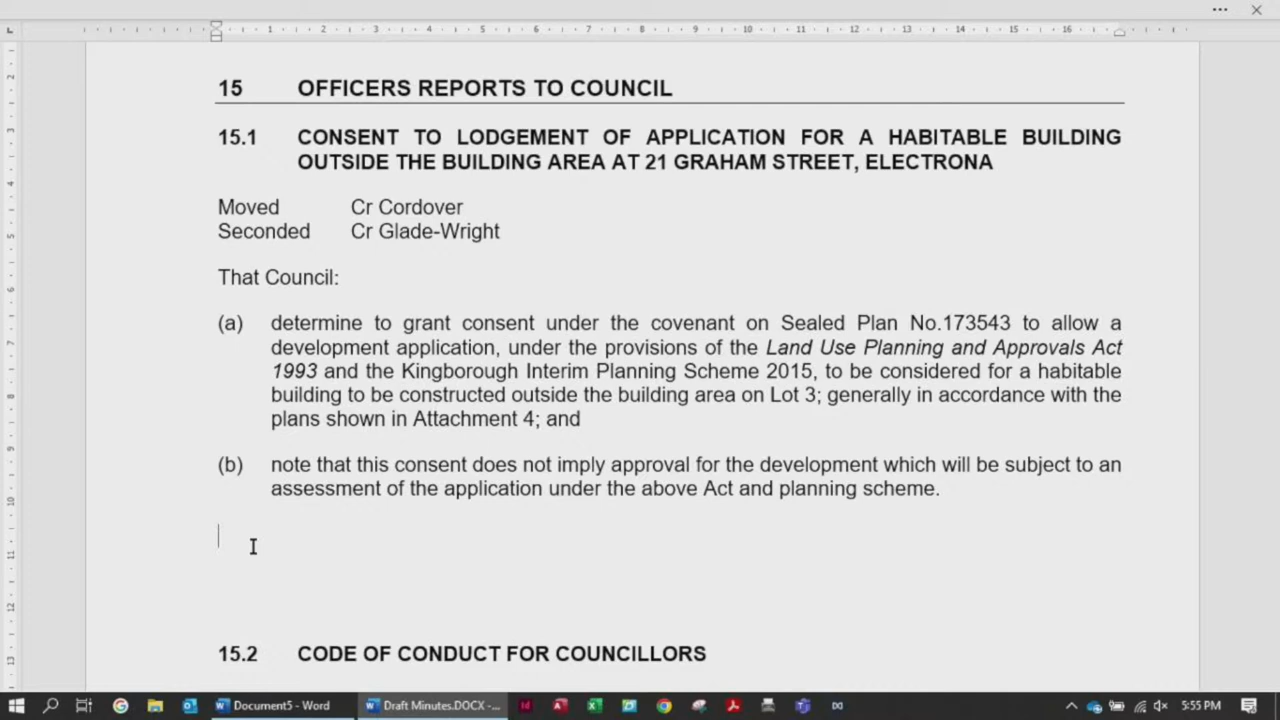 15 OFFICERS REPORTS TO COUNCIL
15.1 CONSENT TO LODGEMENT OF APPLICATION FOR A HABITABLE BUILDING
OUTSIDE THE BUILDING AREA AT 21 GRAHAM STREET, ELECTRONA
Moved Cr Cordover
Seconded Cr Glade-Wright
That Council:
(a) determine to grant consent under the covenant on Sealed Plan No.173543 to allow a
development application, under the provisions of the Land Use Planning and Approvals Act
1993 and the Kingborough Interim Planning Scheme 2015, to be considered for a habitable
building to be constructed outside the building area on Lot 3; generally in accordance with the
plans shown in Attachment 4; and
(b) note that this consent does not imply approval for the development which will be subject to an
assessment of the application under the above Act and planning scheme.
15.2 CODE OF CONDUCT FOR COUNCILLORS
Document5 - Word Draft Minutes.DOCX -... 5:55 PM